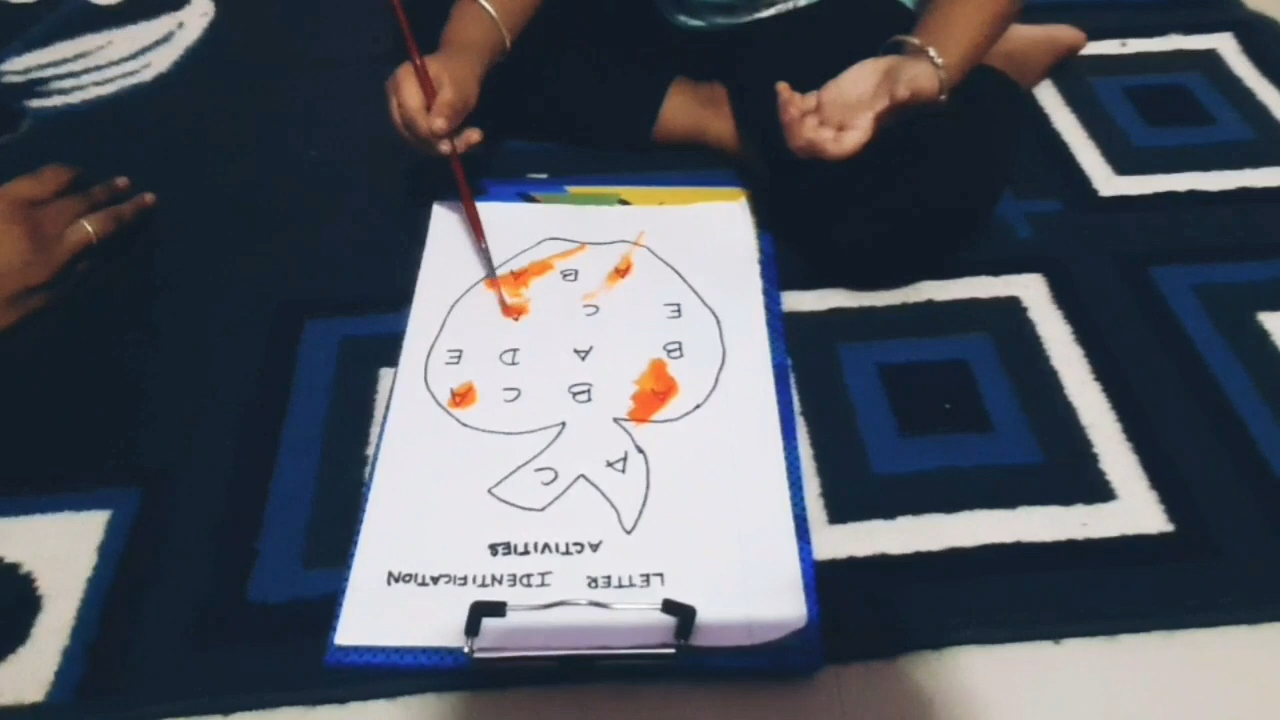 LETTER IDENTIFICATION
ACTIVITIES
A C
A B C A
B A D E
E C A
A B A